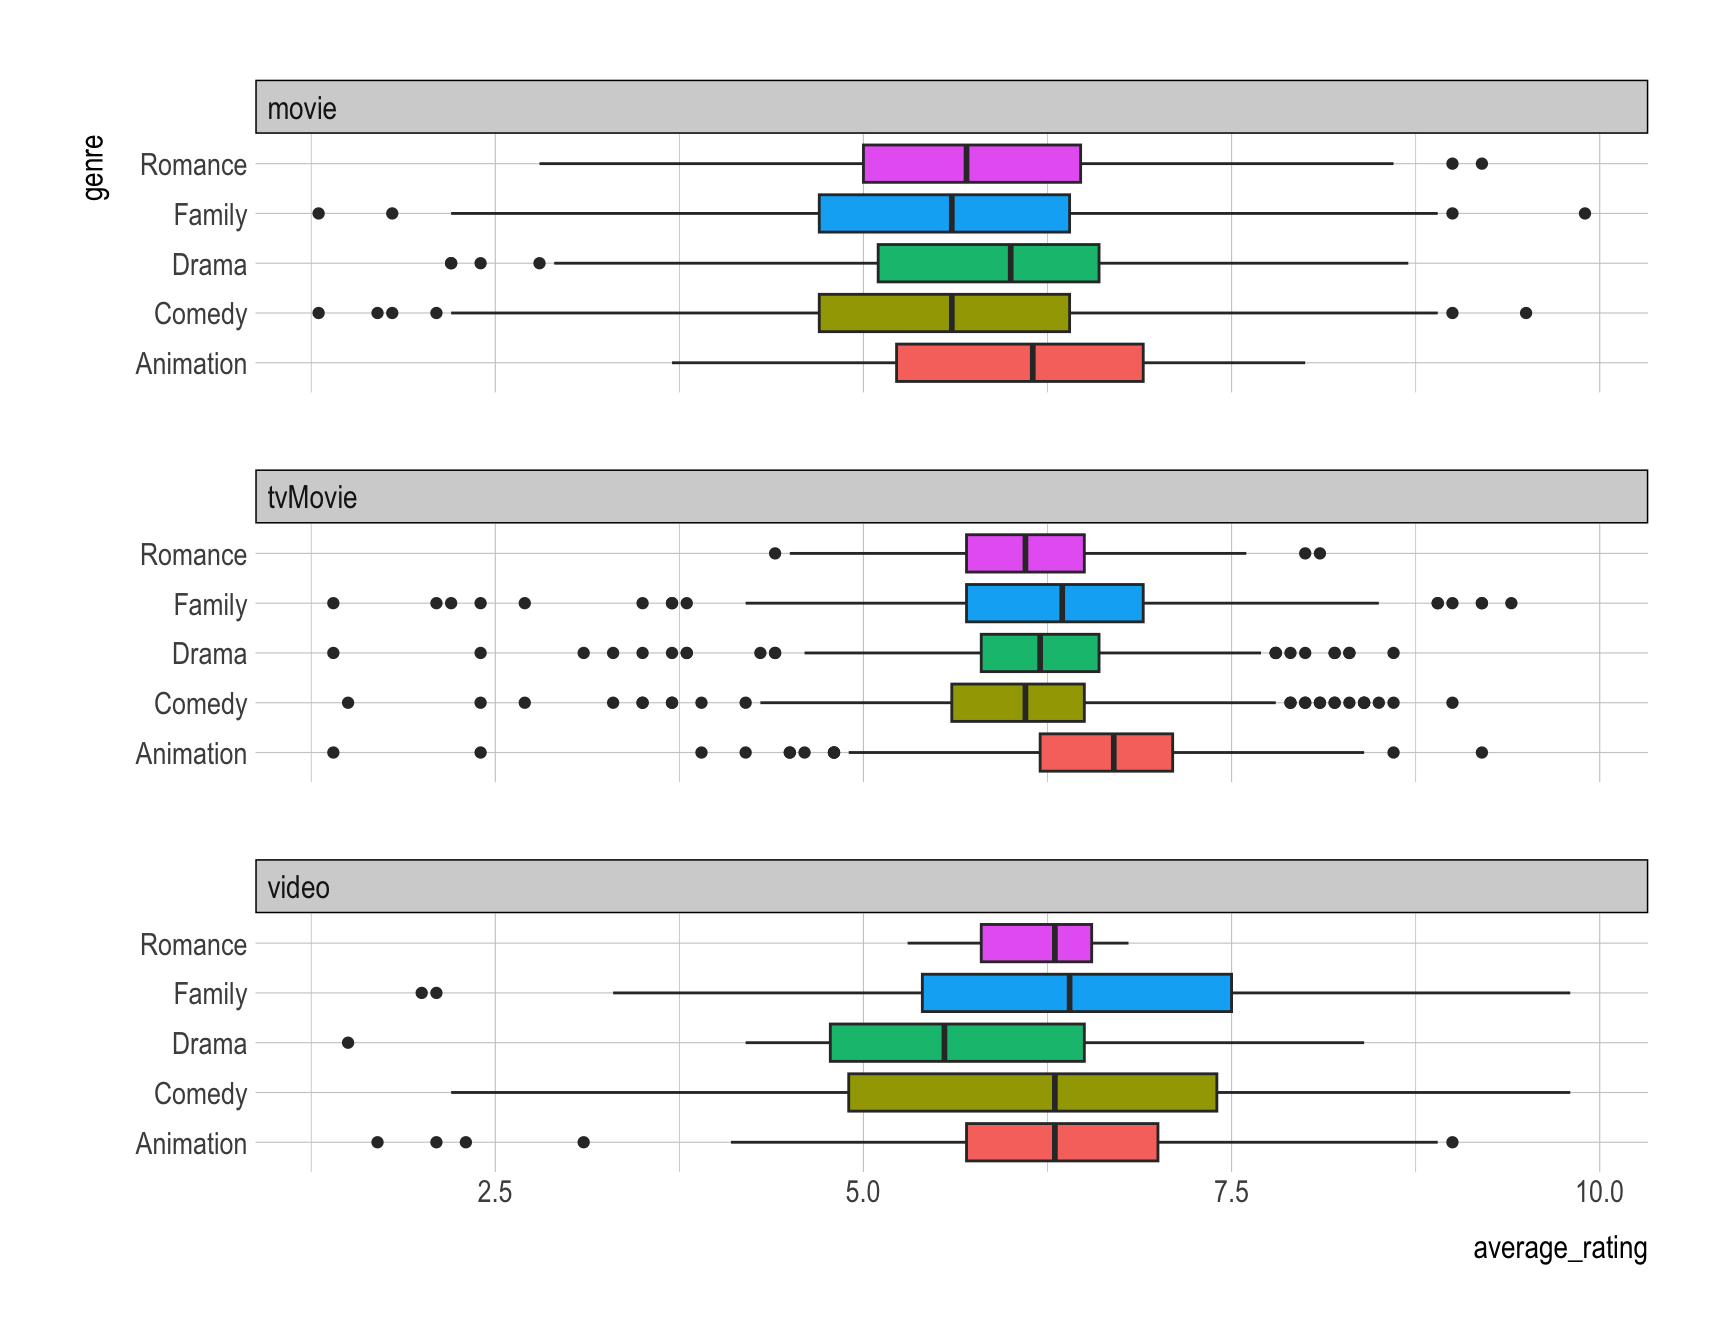 genre
movie
Romance
Family
Drama
Comedy
Animation
tvMovie
Romance
Family
Drama
Comedy
Animation
video
Romance
Family
Drama
Comedy
Animation
2.5 5.0 7.5 10.0
average_rating